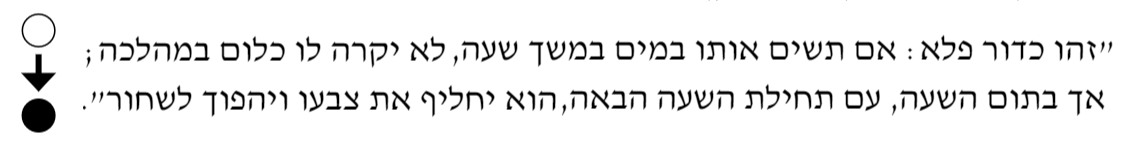 ״זהו כדור פלא : אם תשים אותו במים במשך שעה, לא יקרה לו כלום במהלכה ;
אך בתום השעה, עם תחילת השעה הבאה,הוא יחליף את צבעו ויהפוך לשחור״.